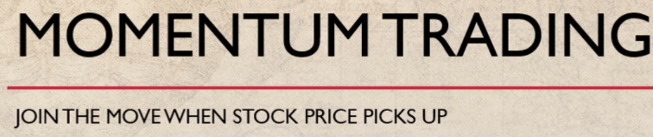 MOMENTUM TRADING
JOIN THE MOVE WHEN STOCK PRICE PICKS UP